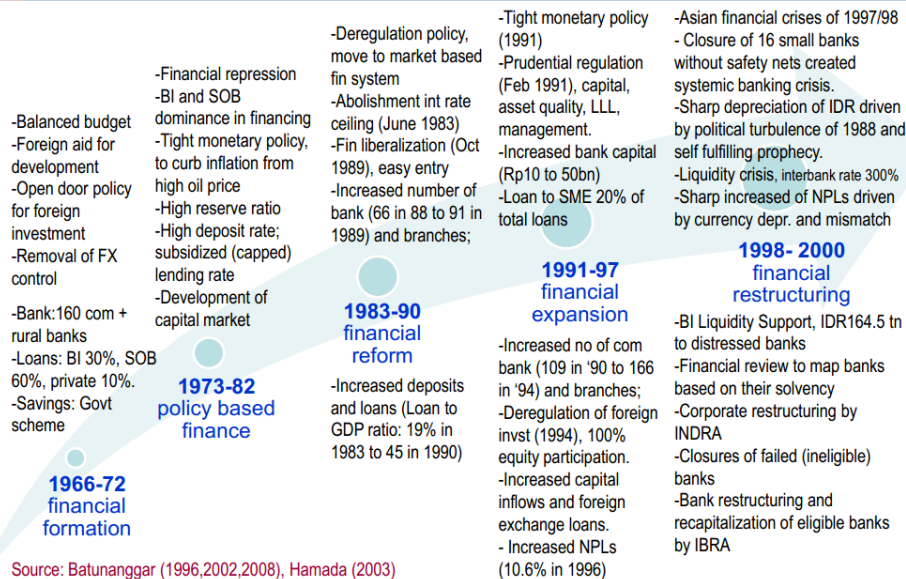 -Balanced budget
-Foreign aid for
development
-Open door policy
for foreign
investment
-Removal of FX
control
-Bank:160 com +
rural banks
-Loans: BI 30%, SOB
60%, private 10%.
-Savings: Govt
scheme
1966-72
financial
formation
-Financial repression
-BI and SOB
dominance in financing
-Tight monetary policy,
to curb inflation from
high oil price
-High reserve ratio
-High deposit rate;
subsidized (capped)
lending rate
-Development of
capital market
1973-82
policy based
finance
-Deregulation policy,
move to market based
fin system
-Abolishment int rate
ceiling (June 1983)
-Fin liberalization (Oct
1989), easy entry
-Increased number of
bank (66 in 88 to 91 in
1989) and branches;
1983-90
financial
reform
-Increased deposits
and loans (Loan to
GDP ratio: 19% in
1983 to 45 in 1990)
-Tight monetary policy
(1991)
-Prudential regulation
(Feb 1991), capital,
asset quality, LLL,
management.
-Increased bank capital
(Rp10 to 50bn)
-Loan to SME 20% of
total loans
1991-97
financial
expansion
-Increased no of com
bank (109 in ‘90 to 166
in ‘94) and branches;
-Deregulation of foreign
invst (1994), 100%
equity participation.
-Increased capital
inflows and foreign
exchange loans.
- Increased NPLs
(10.6% in 1996)
-Asian financial crises of 1997/98
- Closure of 16 small banks
without safety nets created
systemic banking crisis.
-Sharp depreciation of IDR driven
by political turbulence of 1988 and
self fulfilling prophecy.
-Liquidity crisis, interbank rate 300%
-Sharp increased of NPLs driven
by currency depr. and mismatch
1998- 2000
financial
restructuring
-BI Liquidity Support, IDR164.5 tn
to distressed banks
-Financial review to map banks
based on their solvency
-Corporate restructuring by
INDRA
-Closures of failed (ineligible)
banks
-Bank restructuring and
recapitalization of eligible banks
by IBRA
Source: Batunanggar (1996,2002,2008), Hamada (2003)